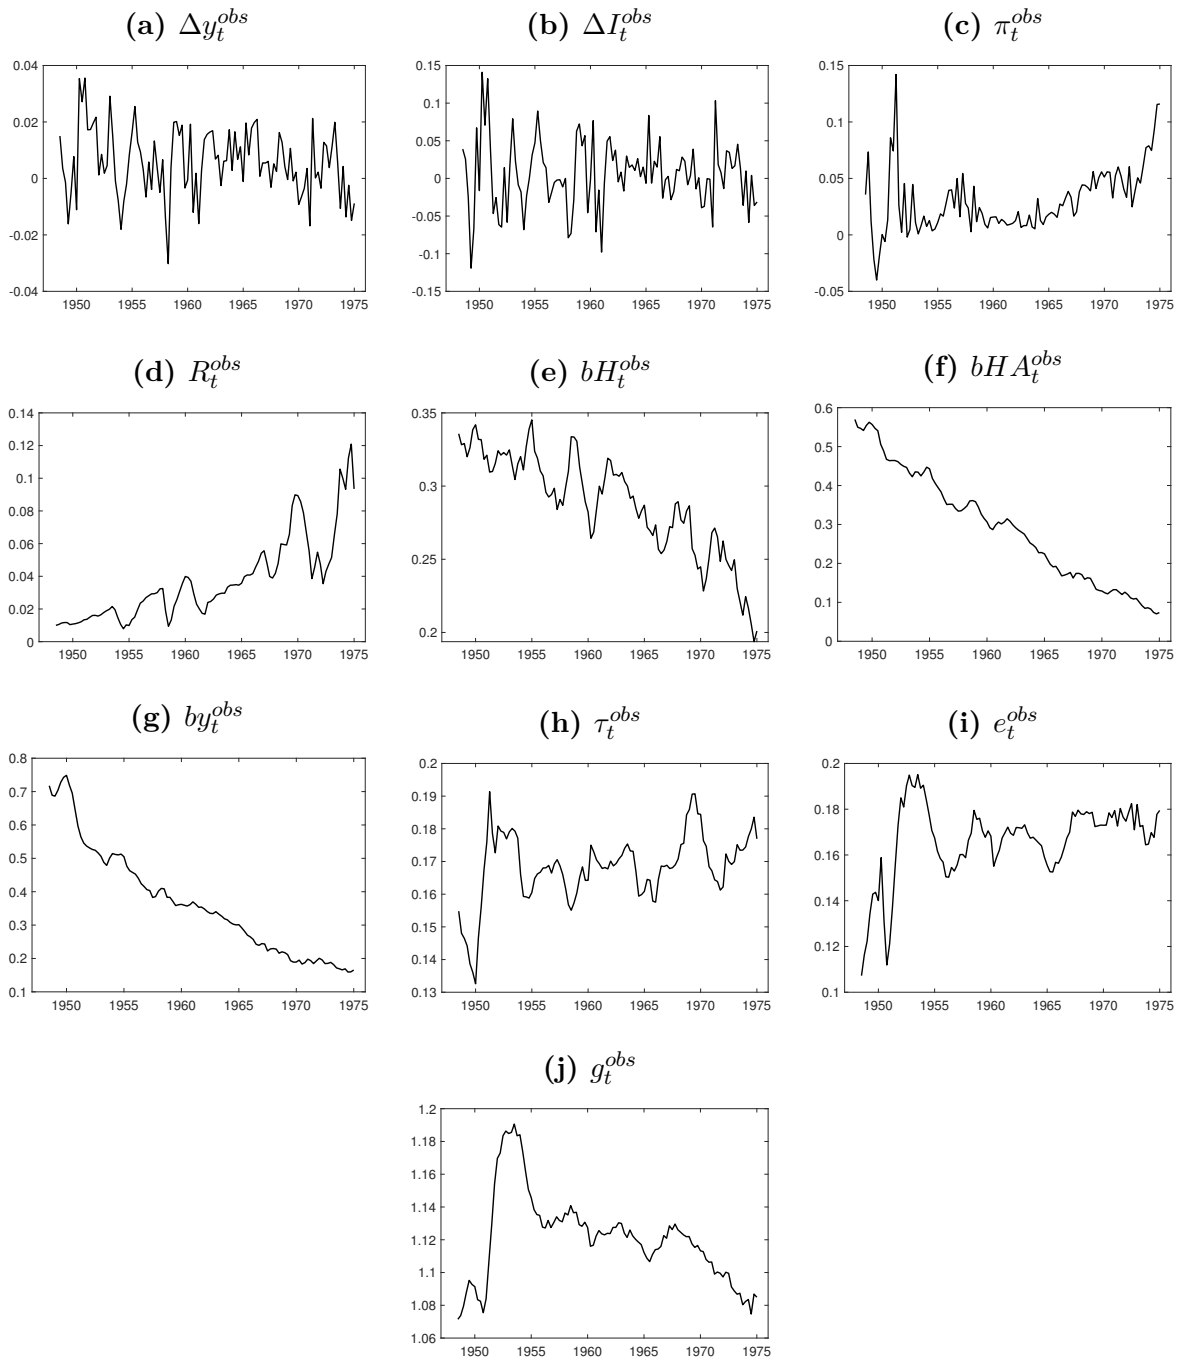 (a) Δy_t^{obs} (b) ΔI_t^{obs} (c) π_t^{obs}
0.04 0.15 0.15
0.1 0.1
0.02
0.05
0 0 0.05
-0.05
-0.02 0
-0.1
-0.04 -0.15 -0.05
1950 1955 1960 1965 1970 1975 1950 1955 1960 1965 1970 1975 1950 1955 1960 1965 1970 1975
(d) R_t^{obs} (e) bH_t^{obs} (f) bHA_t^{obs}
0.14 0.35 0.6
0.12 0.5
0.1 0.3 0.4
0.08
0.3
0.06 0.25
0.04 0.2
0.02 0.2 0.1
0 0
1950 1955 1960 1965 1970 1975 1950 1955 1960 1965 1970 1975 1950 1955 1960 1965 1970 1975
(g) by_t^{obs} (h) τ_t^{obs} (i) e_t^{obs}
0.8 0.2 0.2
0.7 0.19
0.18
0.6 0.18
0.5 0.17 0.16
0.4 0.16 0.14
0.3 0.15
0.12
0.2 0.14
0.1 0.13 0.1
1950 1955 1960 1965 1970 1975 1950 1955 1960 1965 1970 1975 1950 1955 1960 1965 1970 1975
(j) g_t^{obs}
1.2
1.18
1.16
1.14
1.12
1.1
1.08
1.06
1950 1955 1960 1965 1970 1975